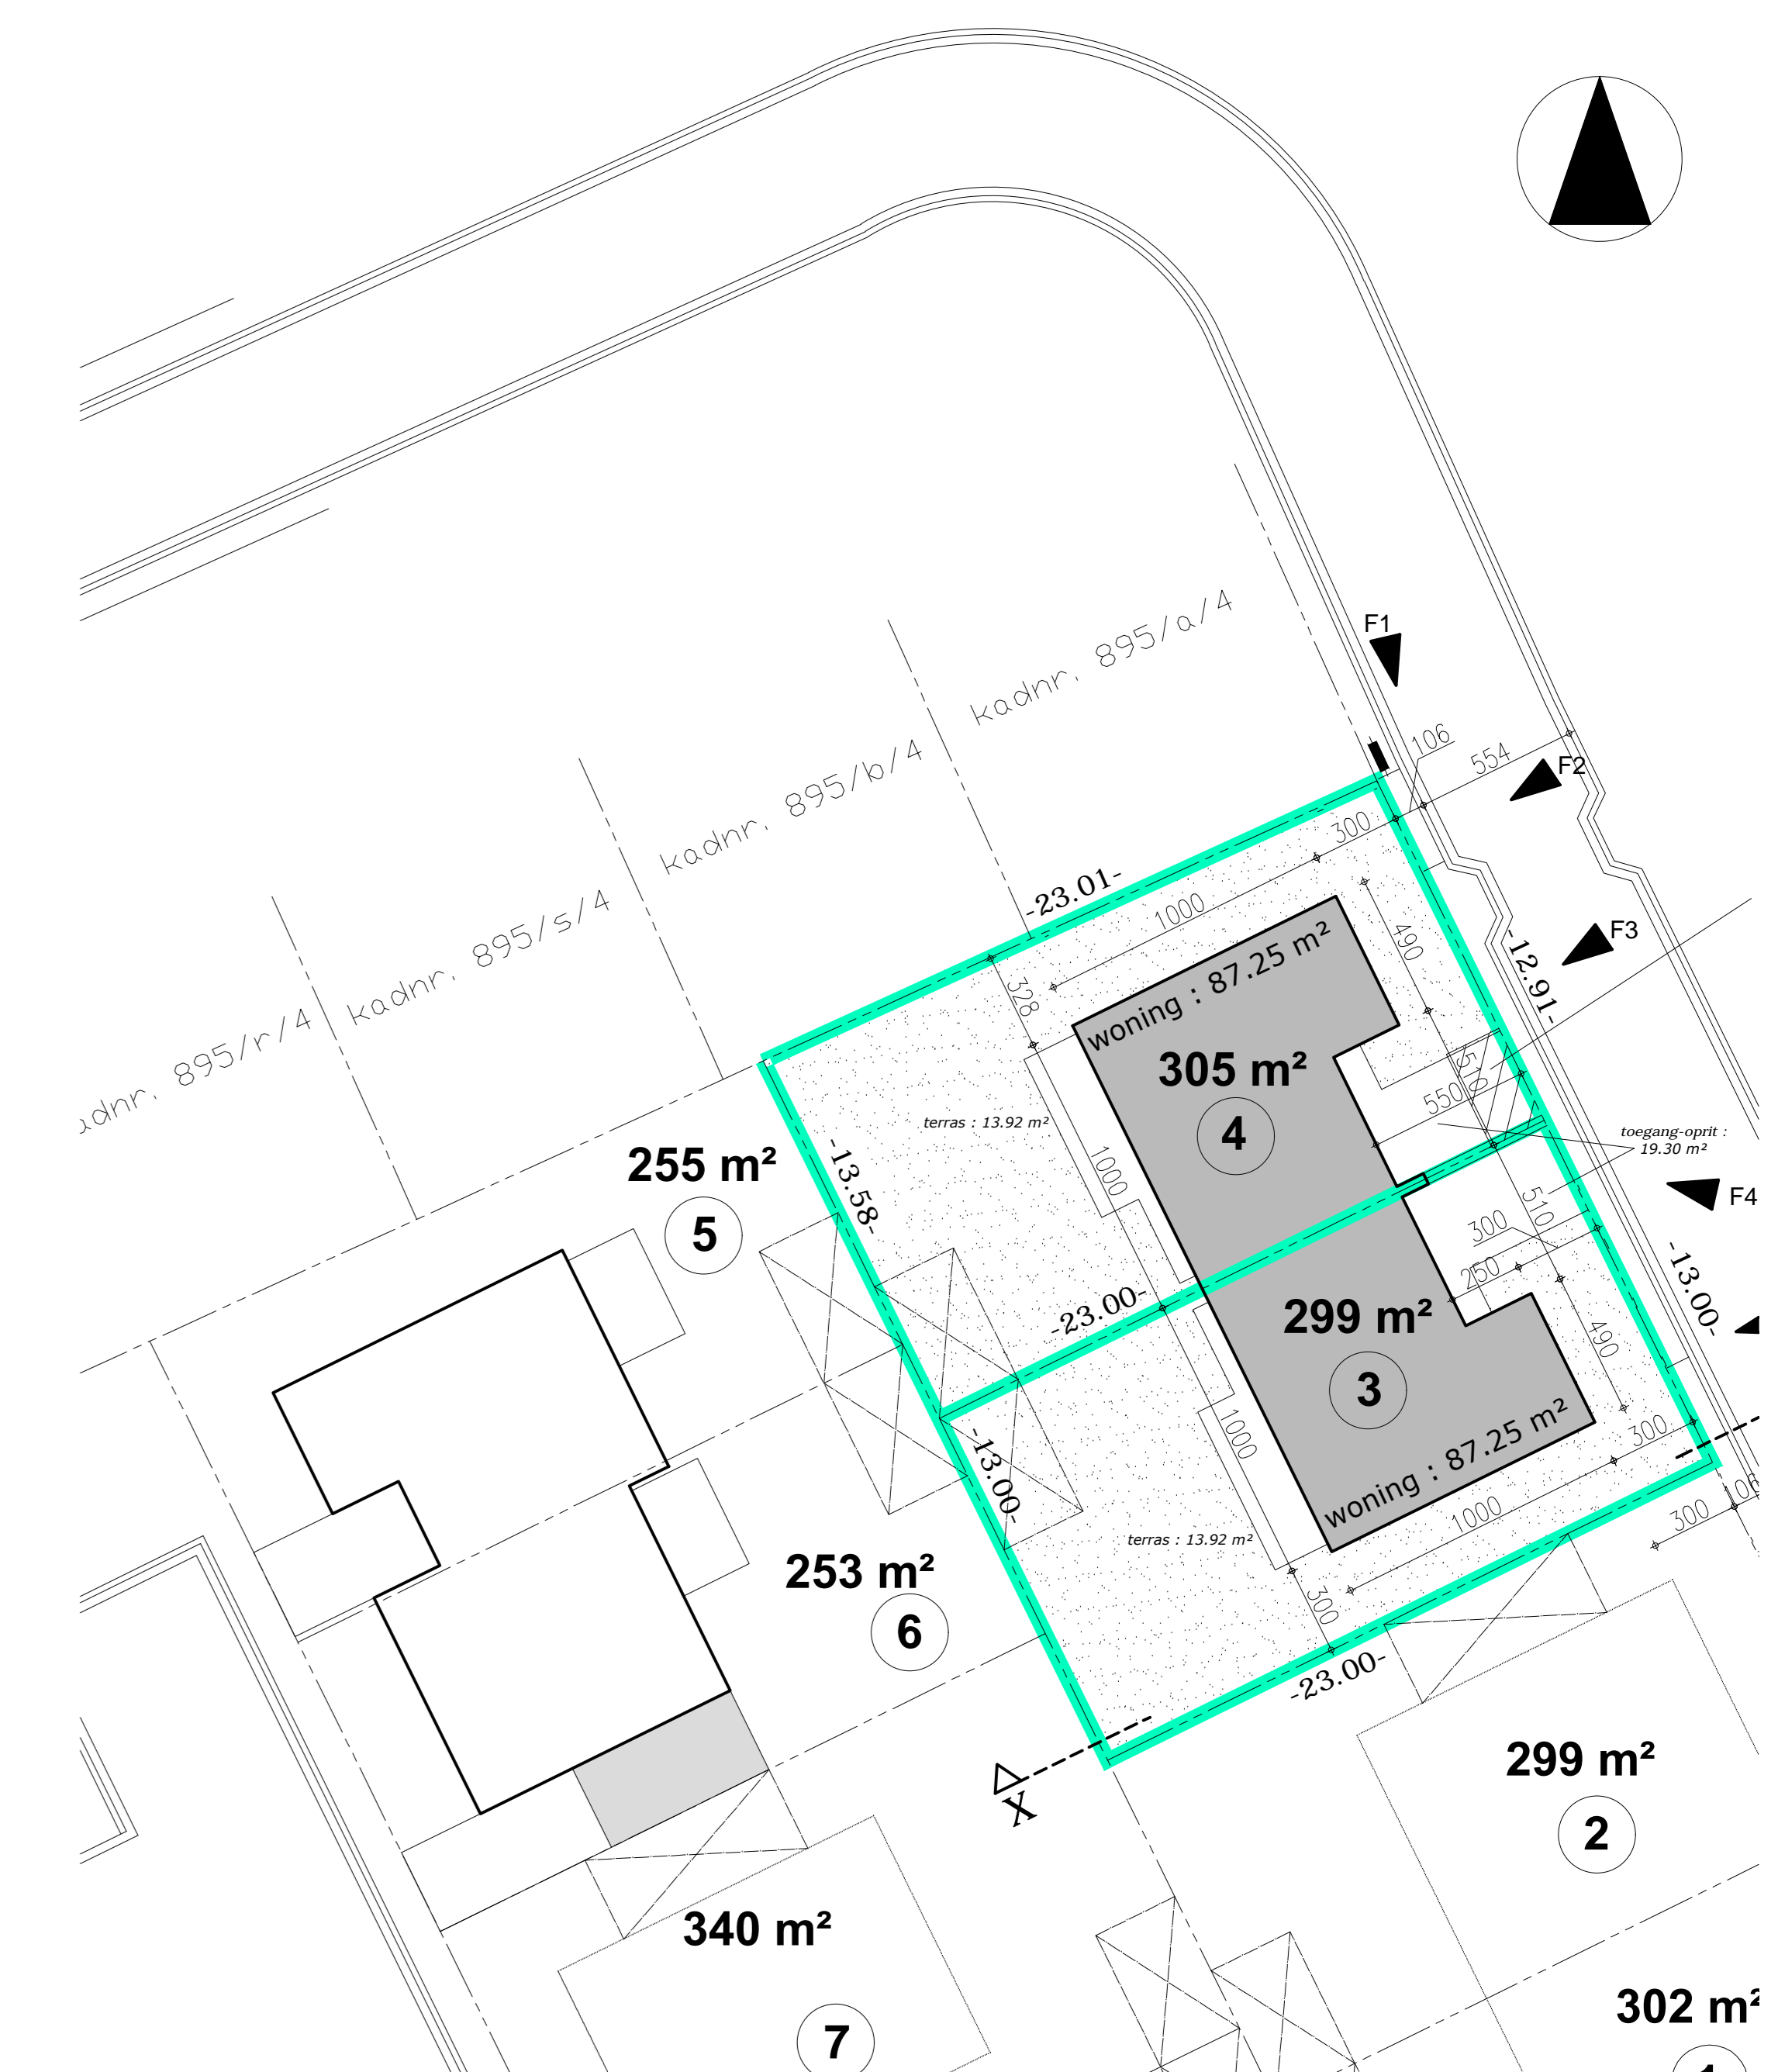 F1
kadnr. 895/a/4
106
554
F2
kadnr. 895/b/4
300
-23.01-
1000
490
F3
-12.91-
kadnr. 895/s/4
woning : 87.25 m²
328
kadnr. 895/r/4
305 m²
4
510
550
terras : 13.92 m²
toegang-oprit :
19.30 m²
-13.58-
1000
255 m²
5
F4
510
300
250
-13.00-
-23.00-
299 m²
3
490
1000
woning : 87.25 m²
300
-13.00-
1000
106
300
terras : 13.92 m²
253 m²
6
300
-23.00-
X
299 m²
2
340 m²
7
302 m²